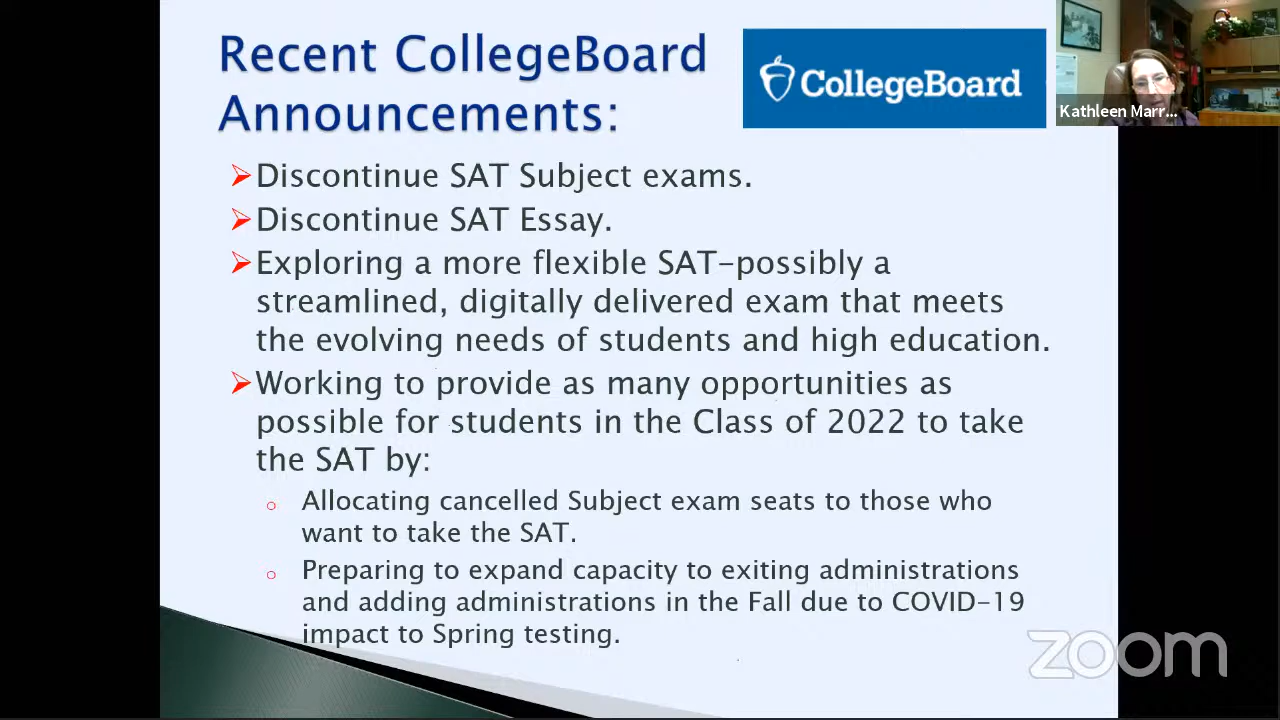 Recent CollegeBoard
Announcements:
CollegeBoard
Kathleen Marr...
Discontinue SAT Subject exams.
Discontinue SAT Essay.
Exploring a more flexible SAT-possibly a
streamlined, digitally delivered exam that meets
the evolving needs of students and high education.
Working to provide as many opportunities as
possible for students in the Class of 2022 to take
the SAT by:
Allocating cancelled Subject exam seats to those who
want to take the SAT.
Preparing to expand capacity to exiting administrations
and adding administrations in the Fall due to COVID-19
impact to Spring testing.
zoom